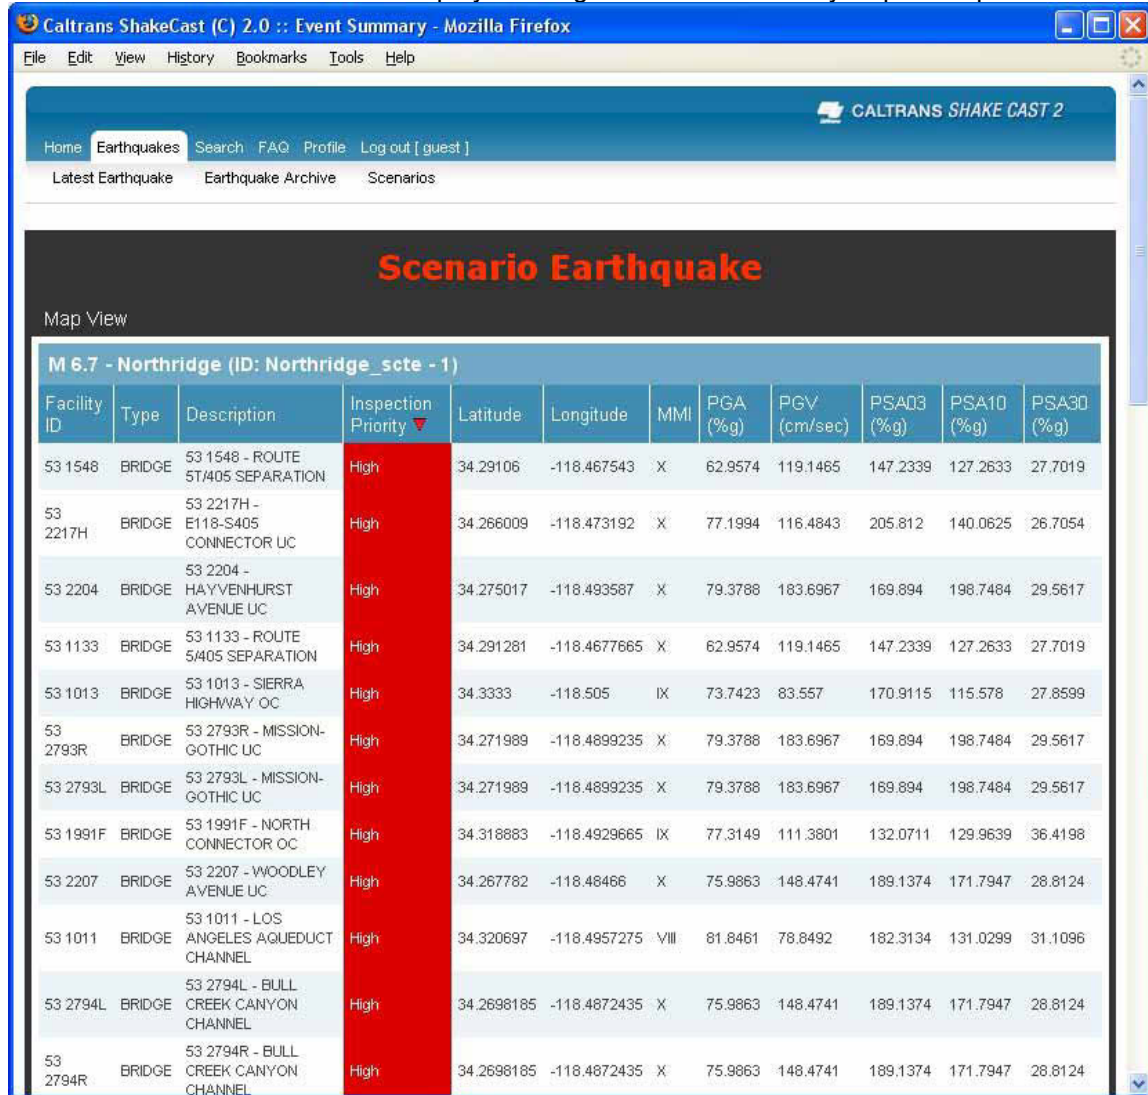 Caltrans ShakeCast (C) 2.0 :: Event Summary - Mozilla Firefox
File Edit View History Bookmarks Tools Help
CALTRANS SHAKE CAST 2
Home Earthquakes Search FAQ Profile Log out [ guest ]
Latest Earthquake Earthquake Archive Scenarios
Scenario Earthquake
Map View
M 6.7 - Northridge (ID: Northridge_scte - 1)
Facility ID Type Description Inspection Priority ▼ Latitude Longitude MMI PGA (%g) PGV (cm/sec) PSA03 (%g) PSA10 (%g) PSA30 (%g)
53 1548 BRIDGE 53 1548 - ROUTE 5T/405 SEPARATION High 34.29106 -118.467543 X 62.9574 119.1465 147.2339 127.2633 27.7019
53 2217H BRIDGE 53 2217H - E118-S405 CONNECTOR UC High 34.266009 -118.473192 X 77.1994 116.4843 205.812 140.0625 26.7054
53 2204 BRIDGE 53 2204 - HAYVENHURST AVENUE UC High 34.275017 -118.493587 X 79.3788 183.6967 169.894 198.7484 29.5617
53 1133 BRIDGE 53 1133 - ROUTE 5/405 SEPARATION High 34.291281 -118.4677665 X 62.9574 119.1465 147.2339 127.2633 27.7019
53 1013 BRIDGE 53 1013 - SIERRA HIGHWAY OC High 34.3333 -118.505 IX 73.7423 83.557 170.9115 115.578 27.8599
53 2793R BRIDGE 53 2793R - MISSION-GOTHIC UC High 34.271989 -118.4899235 X 79.3788 183.6967 169.894 198.7484 29.5617
53 2793L BRIDGE 53 2793L - MISSION-GOTHIC UC High 34.271989 -118.4899235 X 79.3788 183.6967 169.894 198.7484 29.5617
53 1991F BRIDGE 53 1991F - NORTH CONNECTOR OC High 34.318883 -118.4929665 IX 77.3149 111.3801 132.0711 129.9639 36.4198
53 2207 BRIDGE 53 2207 - WOODLEY AVENUE UC High 34.267782 -118.48466 X 75.9863 148.4741 189.1374 171.7947 28.8124
53 1011 BRIDGE 53 1011 - LOS ANGELES AQUEDUCT CHANNEL High 34.320697 -118.4957275 VIII 81.8461 78.8492 182.3134 131.0299 31.1096
53 2794L BRIDGE 53 2794L - BULL CREEK CANYON CHANNEL High 34.2698185 -118.4872435 X 75.9863 148.4741 189.1374 171.7947 28.8124
53 2794R BRIDGE 53 2794R - BULL CREEK CANYON CHANNEL High 34.2698185 -118.4872435 X 75.9863 148.4741 189.1374 171.7947 28.8124